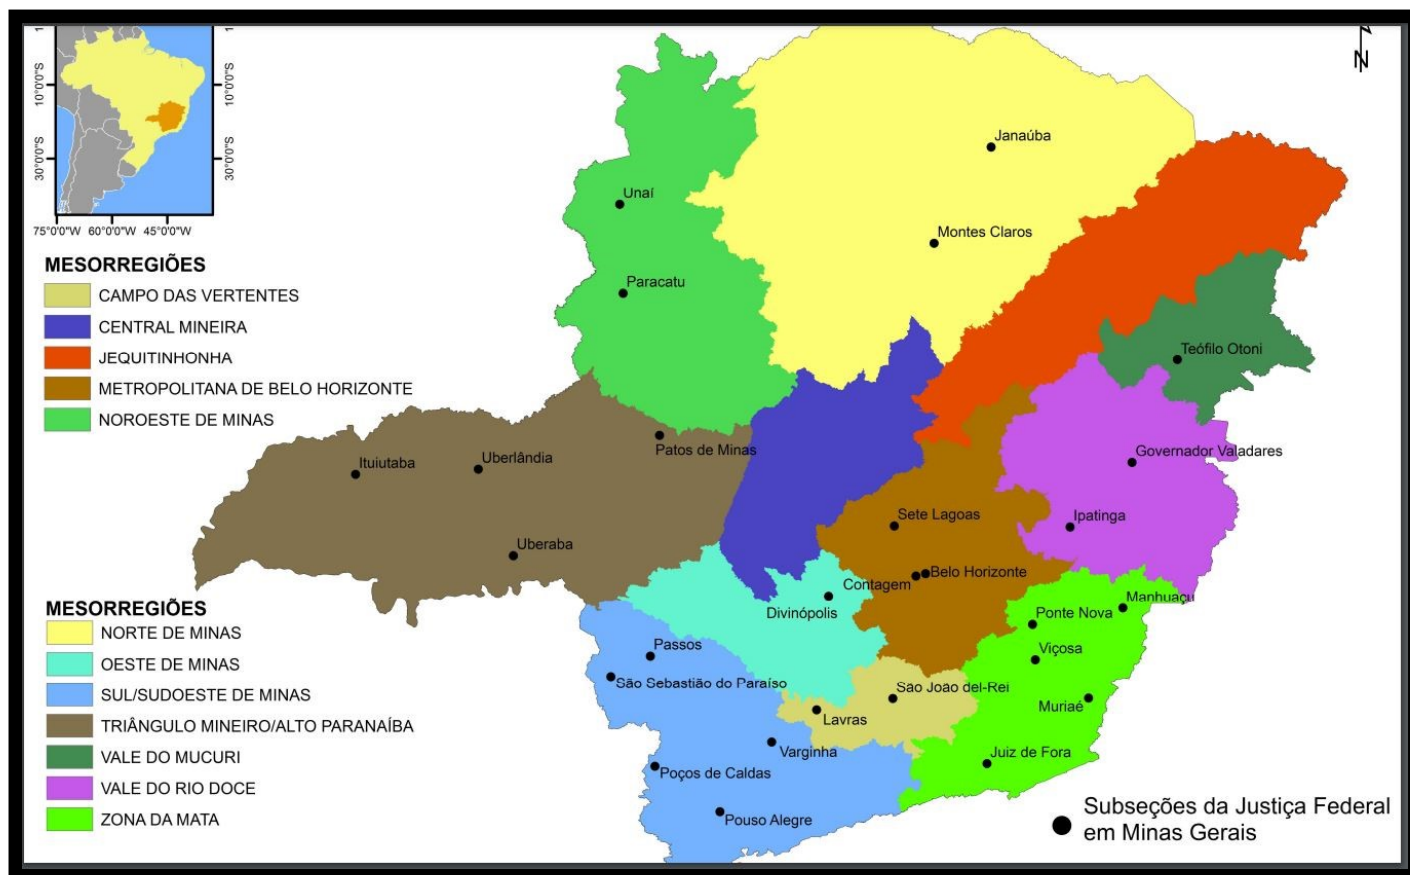 10°0'0"S
10°0'0"S
30°0'0"S
30°0'0"S
75°0'0"W 60°0'0"W 45°0'0"W
N
MESORREGIÕES
CAMPO DAS VERTENTES
CENTRAL MINEIRA
JEQUITINHONHA
METROPOLITANA DE BELO HORIZONTE
NOROESTE DE MINAS
MESORREGIÕES
NORTE DE MINAS
OESTE DE MINAS
SUL/SUDOESTE DE MINAS
TRIÂNGULO MINEIRO/ALTO PARANAÍBA
VALE DO MUCURI
VALE DO RIO DOCE
ZONA DA MATA
Janaúba
Unaí
Montes Claros
Paracatu
Teófilo Otoni
Patos de Minas
Ituiutaba
Uberlândia
Governador Valadares
Sete Lagoas
Ipatinga
Uberaba
Belo Horizonte
Contagem
Divinópolis
Manhuaçu
Ponte Nova
Passos
Viçosa
São Sebastião do Paraíso
São João del-Rei
Muriaé
Lavras
Varginha
Juiz de Fora
Poços de Caldas
Pouso Alegre
Subseções da Justiça Federal
em Minas Gerais